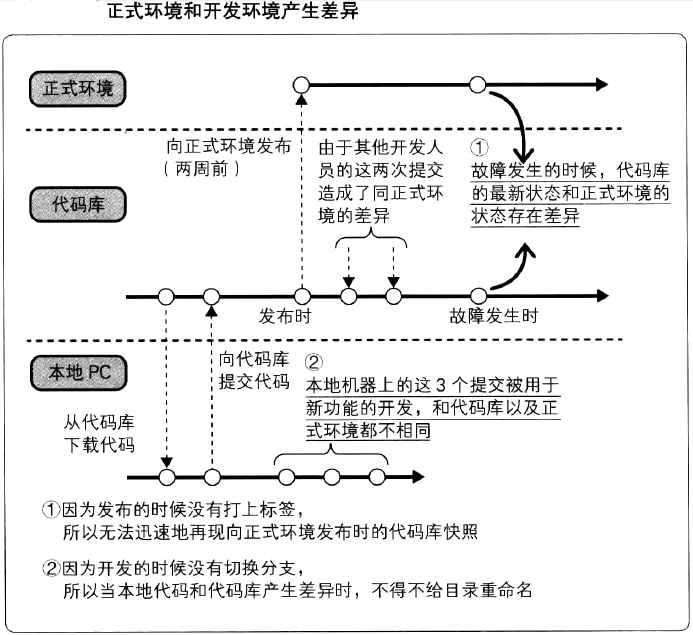 正式环境和开发环境产生差异
正式环境
向正式环境发布
(两周前)
由于其他开发人
员的这两次提交
造成了同正式环
境的差异
①
故障发生的时候，代码库
的最新状态和正式环境的
状态存在差异
代码库
发布时
故障发生时
本地 PC
向代码库
提交代码
②
本地机器上的这 3 个提交被用于
新功能的开发，和代码库以及正
式环境都不相同
从代码库
下载代码
①因为发布的时候没有打上标签，
所以无法迅速地再现向正式环境发布时的代码库快照
②因为开发的时候没有切换分支，
所以当本地代码和代码库产生差异时，不得不给目录重命名